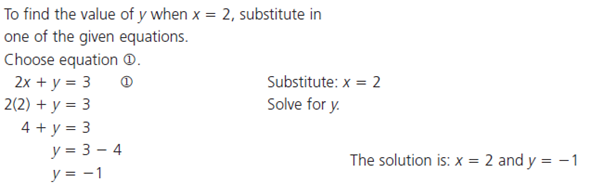 To find the value of y when x = 2, substitute in
one of the given equations.
Choose equation ①.
2x + y = 3 ① Substitute: x = 2
2(2) + y = 3 Solve for y.
4 + y = 3
y = 3 – 4
The solution is: x = 2 and y = –1
y = –1